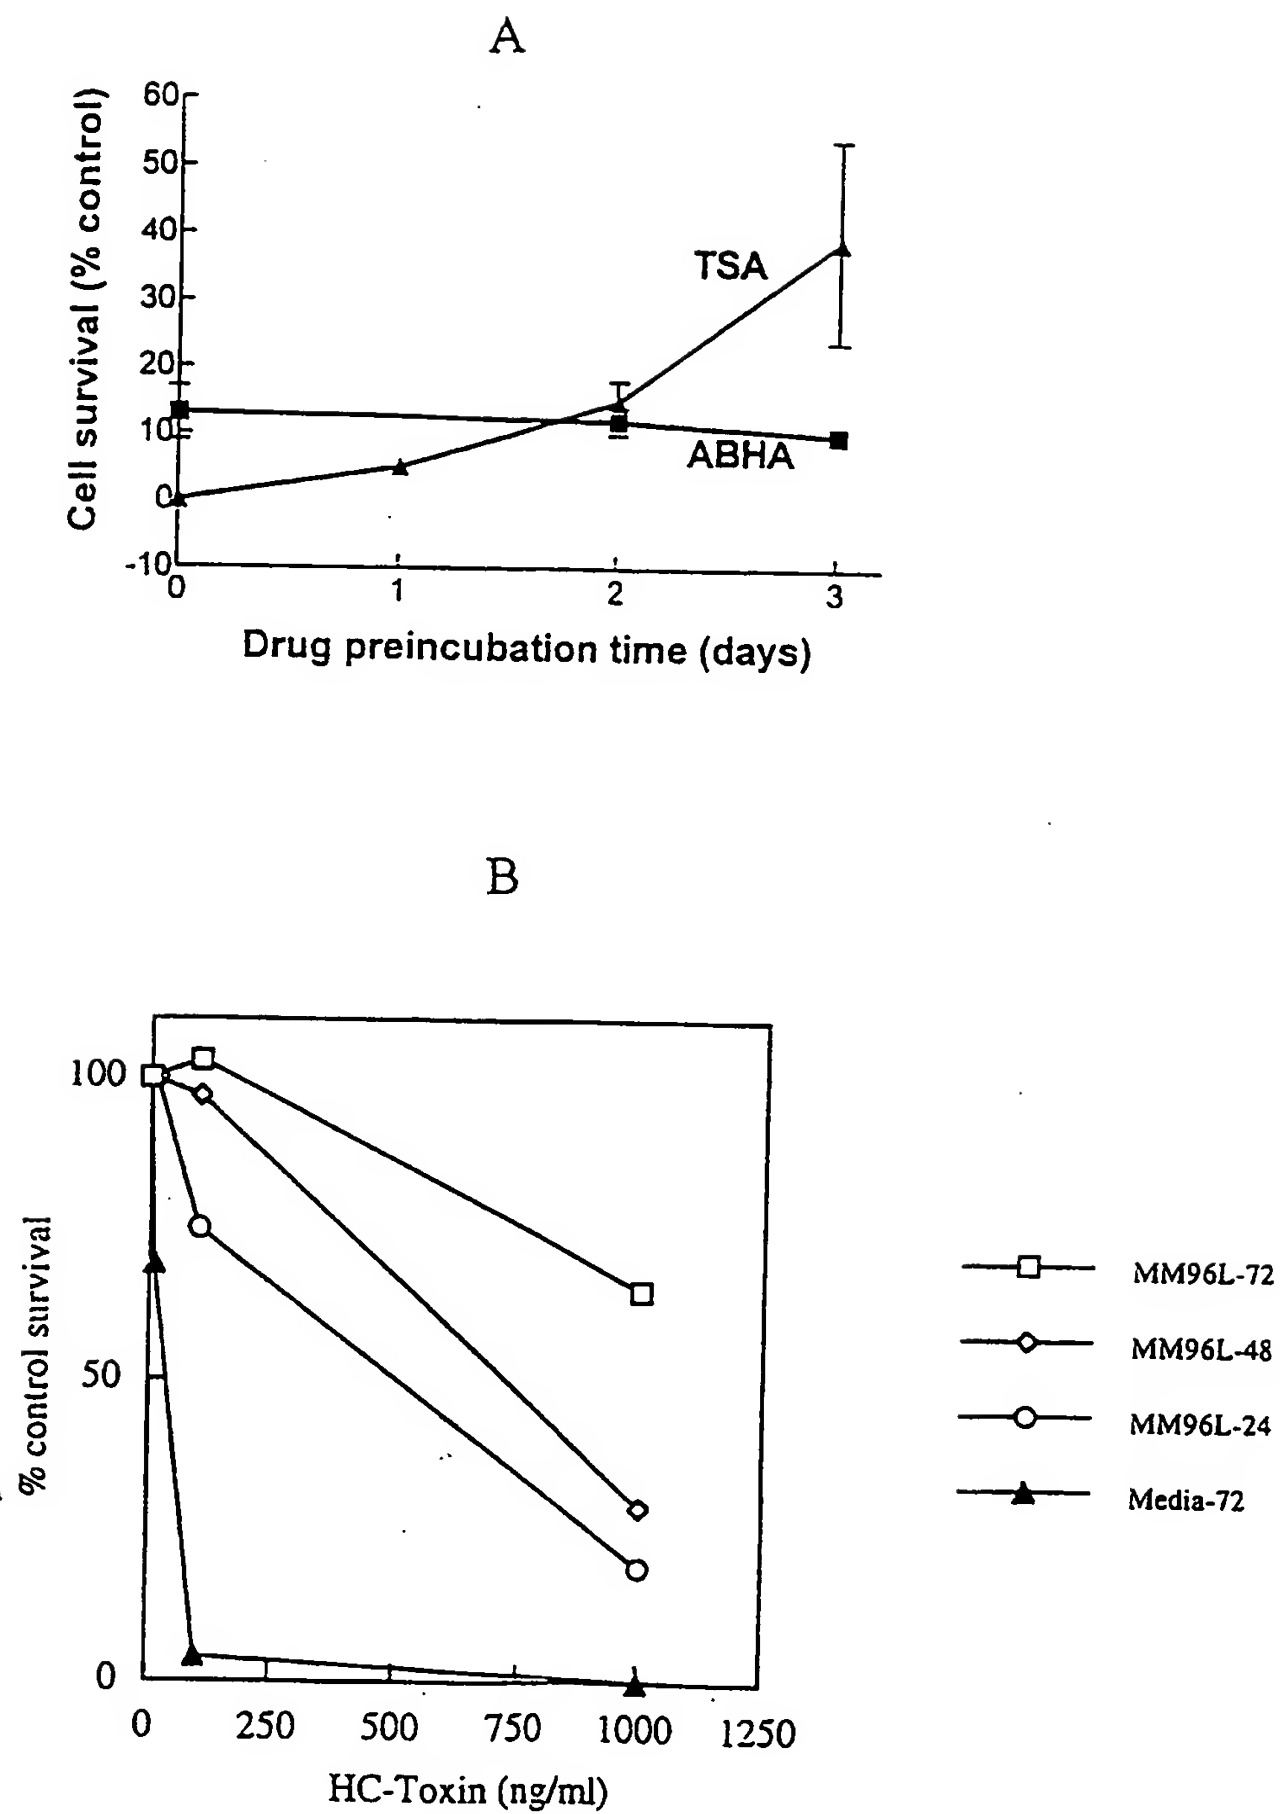 A
Cell survival (% control)
60
50
40
30
20
10
0
-10
TSA
ABHA
0 1 2 3
Drug preincubation time (days)
B
% control survival
100
50
0
0 250 500 750 1000 1250
HC-Toxin (ng/ml)
MM96L-72
MM96L-48
MM96L-24
Media-72